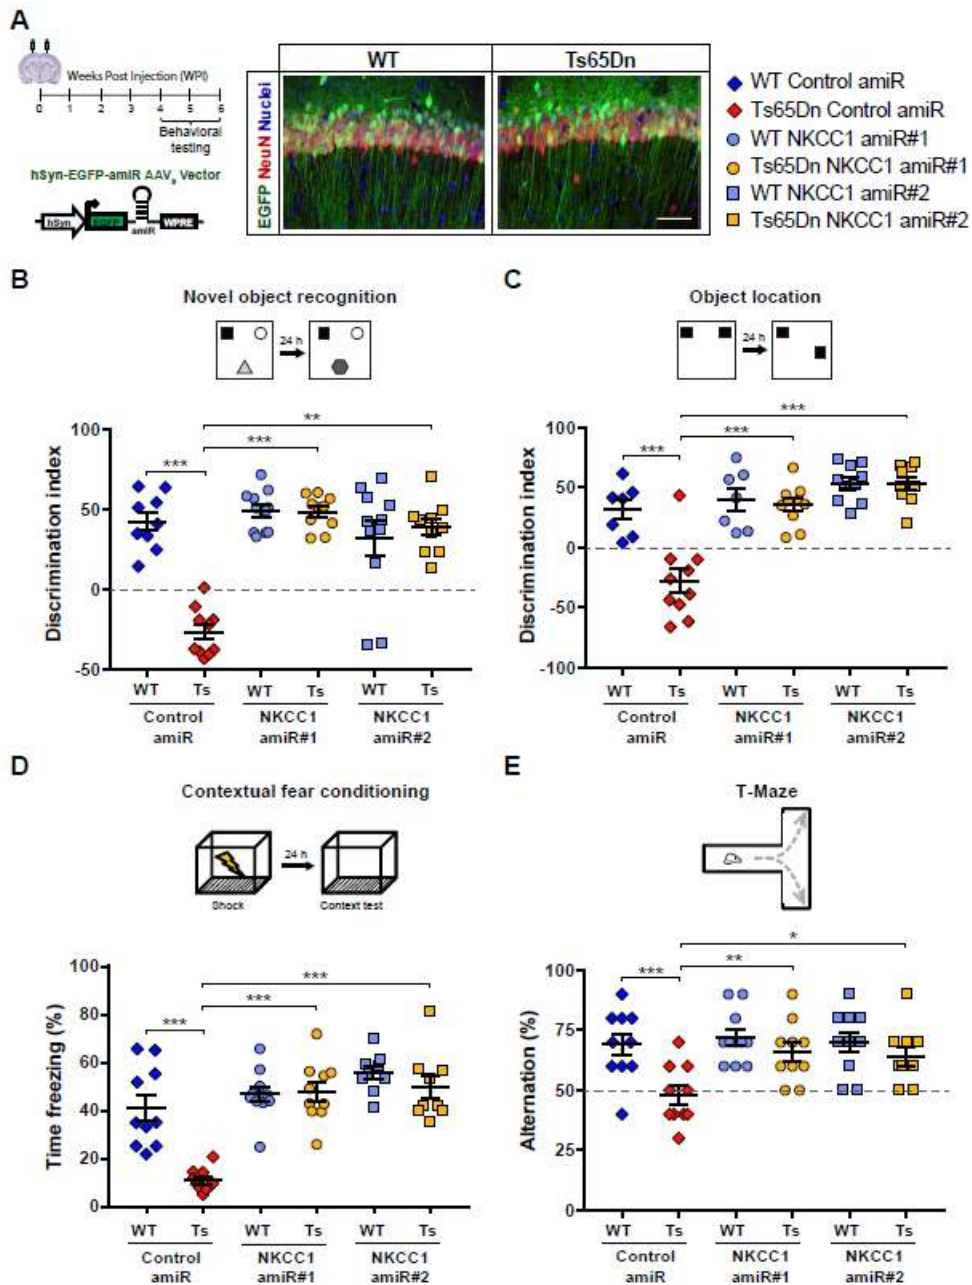 A
Weeks Post Injection (WPI)
0 1 2 3 4 5 6
Behavioral
testing
hSyn-EGFP-amiR AAV9 Vector
hSyn EGFP amiR WPRE
WT Ts65Dn
EGFP NeuN Nuclei
WT Control amiR
Ts65Dn Control amiR
WT NKCC1 amiR#1
Ts65Dn NKCC1 amiR#1
WT NKCC1 amiR#2
Ts65Dn NKCC1 amiR#2
B
Novel object recognition
24 h
**
***
***
Discrimination index
100
50
0
-50
WT Ts WT Ts WT Ts
Control NKCC1 NKCC1
amiR amiR#1 amiR#2
C
Object location
24 h
***
***
***
Discrimination index
100
50
0
-50
-100
WT Ts WT Ts WT Ts
Control NKCC1 NKCC1
amiR amiR#1 amiR#2
D
Contextual fear conditioning
24 h
Shock Context test
***
***
***
Time freezing (%)
100
80
60
40
20
0
WT Ts WT Ts WT Ts
Control NKCC1 NKCC1
amiR amiR#1 amiR#2
E
T-Maze
*
**
***
Alternation (%)
100
75
50
25
0
WT Ts WT Ts WT Ts
Control NKCC1 NKCC1
amiR amiR#1 amiR#2